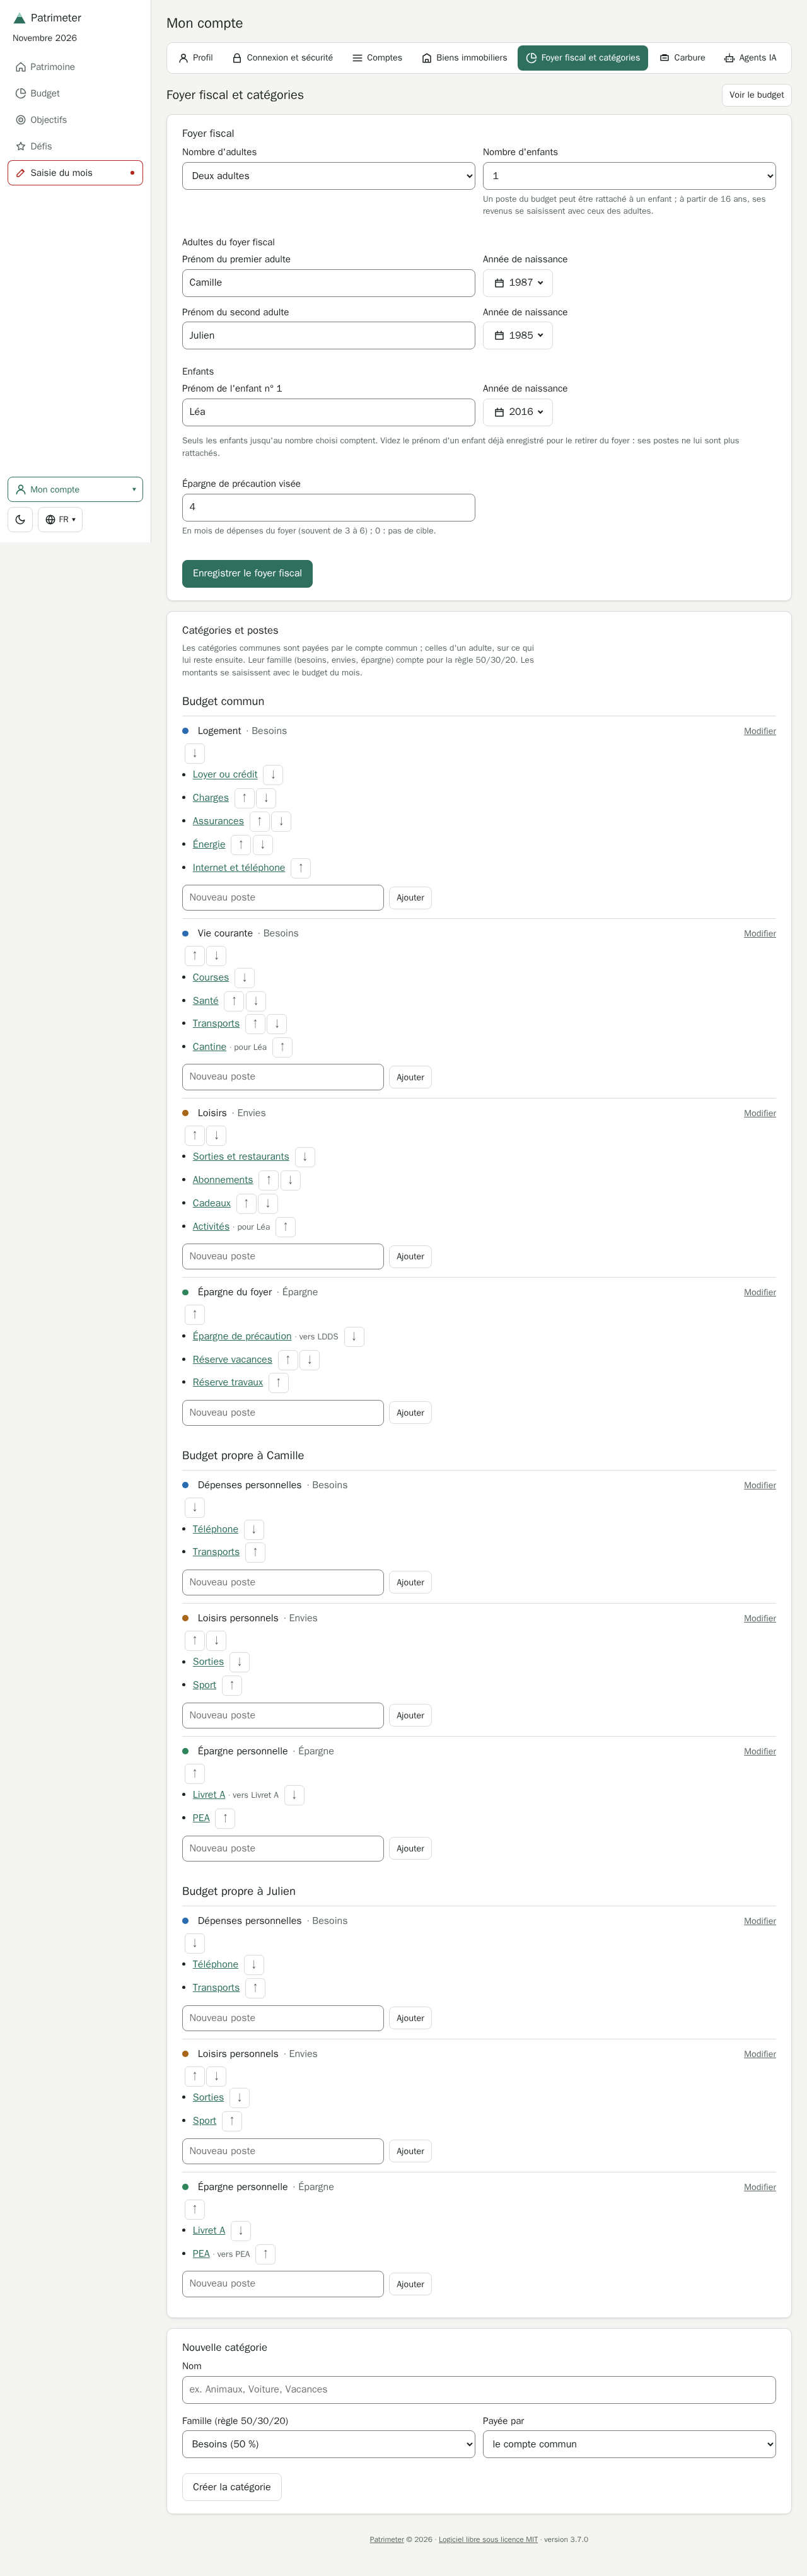 Patrimeter
Novembre 2026
Patrimoine
Budget
Objectifs
Défis
Saisie du mois
Mon compte
FR
Mon compte
Profil
Connexion et sécurité
Comptes
Biens immobiliers
Foyer fiscal et catégories
Carbure
Agents IA
Foyer fiscal et catégories
Voir le budget
Foyer fiscal
Nombre d'adultes
Nombre d'enfants
Deux adultes
1
Un poste du budget peut être rattaché à un enfant ; à partir de 16 ans, ses
revenus se saisissent avec ceux des adultes.
Adultes du foyer fiscal
Prénom du premier adulte
Année de naissance
Camille
1987
Prénom du second adulte
Année de naissance
Julien
1985
Enfants
Prénom de l'enfant nº 1
Année de naissance
Léa
2016
Seuls les enfants jusqu'au nombre choisi comptent. Videz le prénom d'un enfant déjà enregistré pour le retirer du foyer : ses postes ne lui sont plus
rattachés.
Épargne de précaution visée
4
En mois de dépenses du foyer (souvent de 3 à 6) ; 0 : pas de cible.
Enregistrer le foyer fiscal
Catégories et postes
Les catégories communes sont payées par le compte commun ; celles d'un adulte, sur ce qui
lui reste ensuite. Leur famille (besoins, envies, épargne) compte pour la règle 50/30/20. Les
montants se saisissent avec le budget du mois.
Budget commun
Logement · Besoins
Modifier
↓
• Loyer ou crédit ↓
• Charges ↑ ↓
• Assurances ↑ ↓
• Énergie ↑ ↓
• Internet et téléphone ↑
Nouveau poste
Ajouter
Vie courante · Besoins
Modifier
↑ ↓
• Courses ↓
• Santé ↑ ↓
• Transports ↑ ↓
• Cantine · pour Léa ↑
Nouveau poste
Ajouter
Loisirs · Envies
Modifier
↑ ↓
• Sorties et restaurants ↓
• Abonnements ↑ ↓
• Cadeaux ↑ ↓
• Activités · pour Léa ↑
Nouveau poste
Ajouter
Épargne du foyer · Épargne
Modifier
↑
• Épargne de précaution · vers LDDS ↓
• Réserve vacances ↑ ↓
• Réserve travaux ↑
Nouveau poste
Ajouter
Budget propre à Camille
Dépenses personnelles · Besoins
Modifier
↓
• Téléphone ↓
• Transports ↑
Nouveau poste
Ajouter
Loisirs personnels · Envies
Modifier
↑ ↓
• Sorties ↓
• Sport ↑
Nouveau poste
Ajouter
Épargne personnelle · Épargne
Modifier
↑
• Livret A · vers Livret A ↓
• PEA ↑
Nouveau poste
Ajouter
Budget propre à Julien
Dépenses personnelles · Besoins
Modifier
↓
• Téléphone ↓
• Transports ↑
Nouveau poste
Ajouter
Loisirs personnels · Envies
Modifier
↑ ↓
• Sorties ↓
• Sport ↑
Nouveau poste
Ajouter
Épargne personnelle · Épargne
Modifier
↑
• Livret A ↓
• PEA · vers PEA ↑
Nouveau poste
Ajouter
Nouvelle catégorie
Nom
ex. Animaux, Voiture, Vacances
Famille (règle 50/30/20)
Payée par
Besoins (50 %)
le compte commun
Créer la catégorie
Patrimeter © 2026 · Logiciel libre sous licence MIT · version 3.7.0